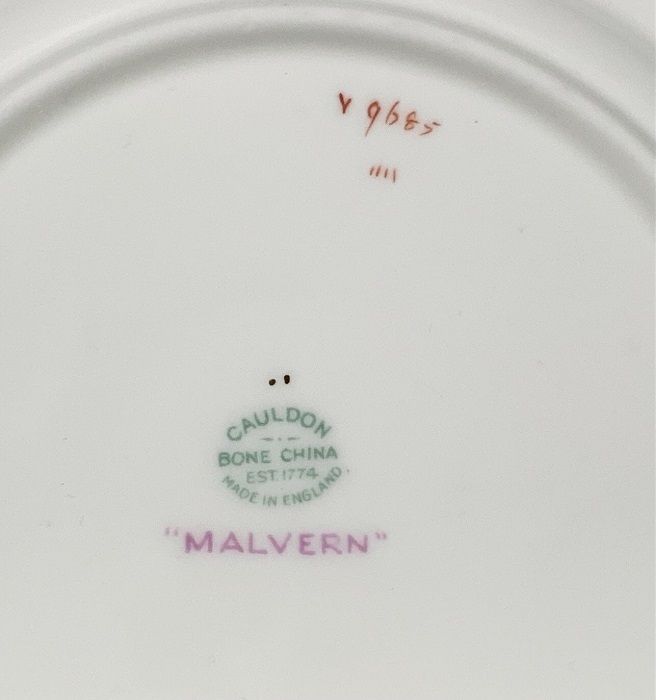 V 9685
CAULDON
BONE CHINA
EST. 1774
MADE IN ENGLAND
"MALVERN"